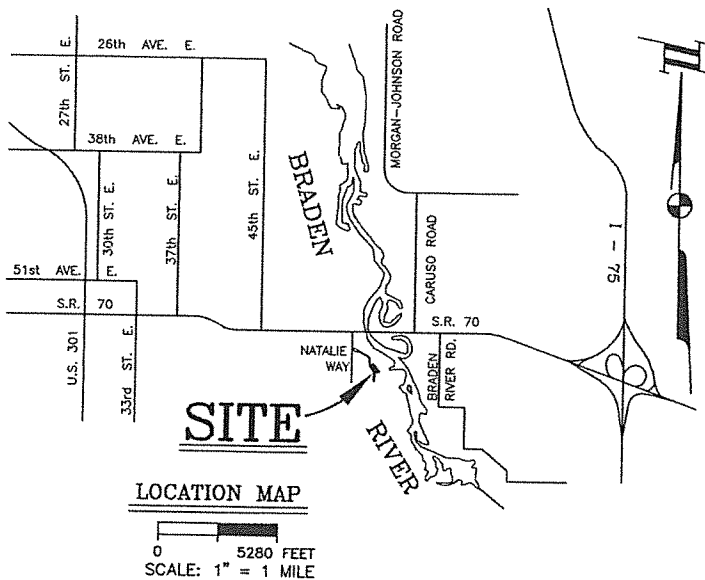 26th AVE. E.
27th ST. E.
38th AVE. E.
30th ST. E.
37th ST. E.
45th ST. E.
51st AVE. E.
S.R. 70
U.S. 301
33rd ST. E.
BRADEN
RIVER
MORGAN-JOHNSON ROAD
CARUSO ROAD
S.R. 70
I - 75
NATALIE
WAY
BRADEN
RIVER RD.
SITE
LOCATION MAP
0 5280 FEET
SCALE: 1" = 1 MILE